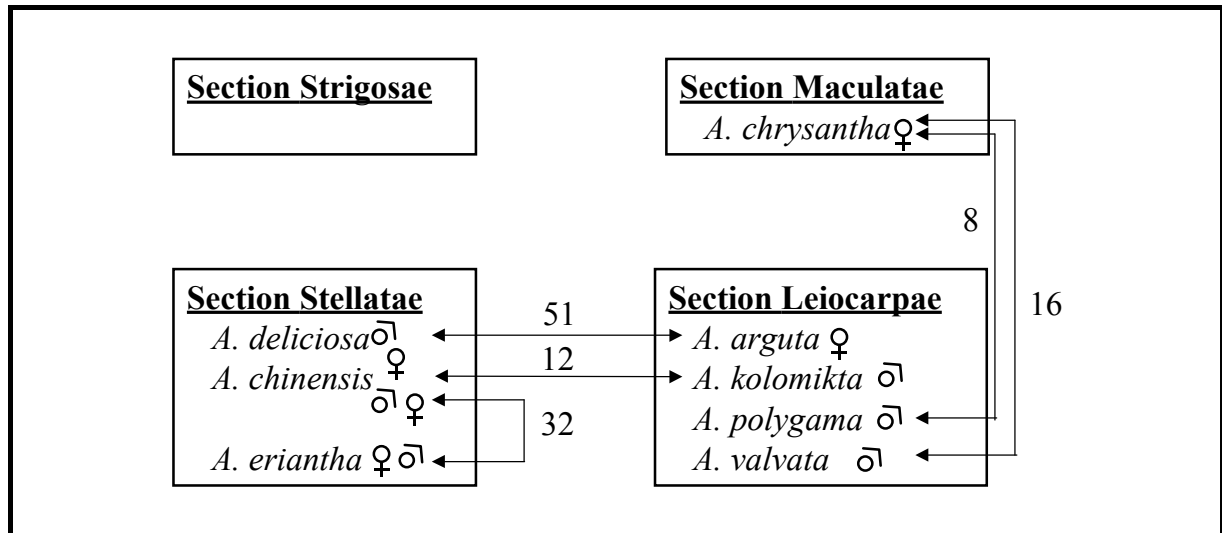 Section Strigosae
Section Maculatae
A. chrysantha♀
8
16
Section Stellatae
A. deliciosa♂
A. chinensis ♀
♂ ♀
A. eriantha ♀ ♂
51
12
32
Section Leiocarpae
A. arguta ♀
A. kolomikta ♂
A. polygama ♂
A. valvata ♂